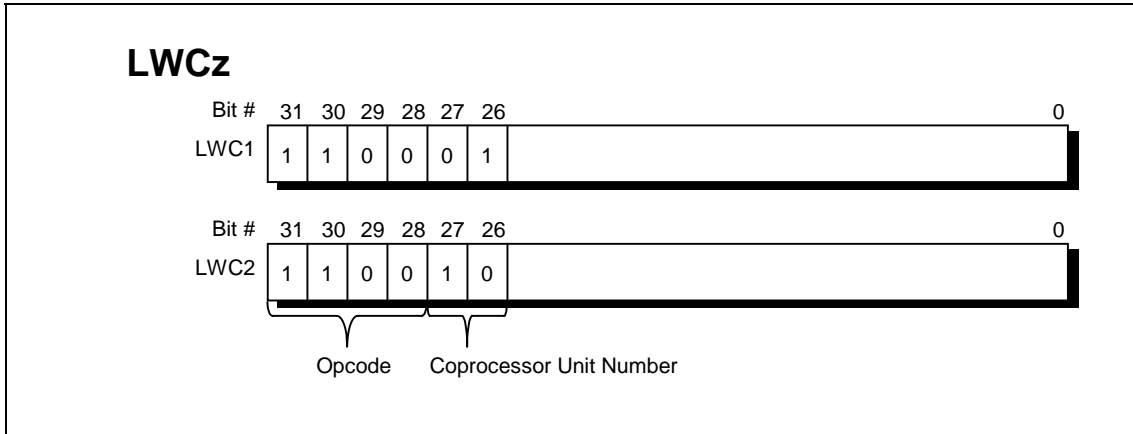 LWCz
Bit # 31 30 29 28 27 26 0
LWC1 1 1 0 0 0 1
Bit # 31 30 29 28 27 26 0
LWC2 1 1 0 0 1 0
Opcode Coprocessor Unit Number